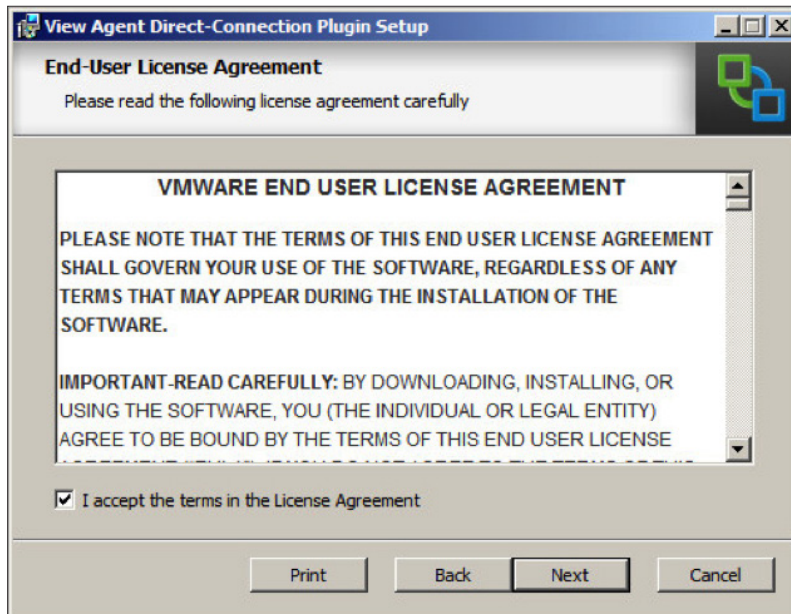 View Agent Direct-Connection Plugin Setup
End-User License Agreement
Please read the following license agreement carefully
VMWARE END USER LICENSE AGREEMENT
PLEASE NOTE THAT THE TERMS OF THIS END USER LICENSE AGREEMENT
SHALL GOVERN YOUR USE OF THE SOFTWARE, REGARDLESS OF ANY
TERMS THAT MAY APPEAR DURING THE INSTALLATION OF THE
SOFTWARE.
IMPORTANT-READ CAREFULLY: BY DOWNLOADING, INSTALLING, OR
USING THE SOFTWARE, YOU (THE INDIVIDUAL OR LEGAL ENTITY)
AGREE TO BE BOUND BY THE TERMS OF THIS END USER LICENSE
I accept the terms in the License Agreement
Print Back Next Cancel